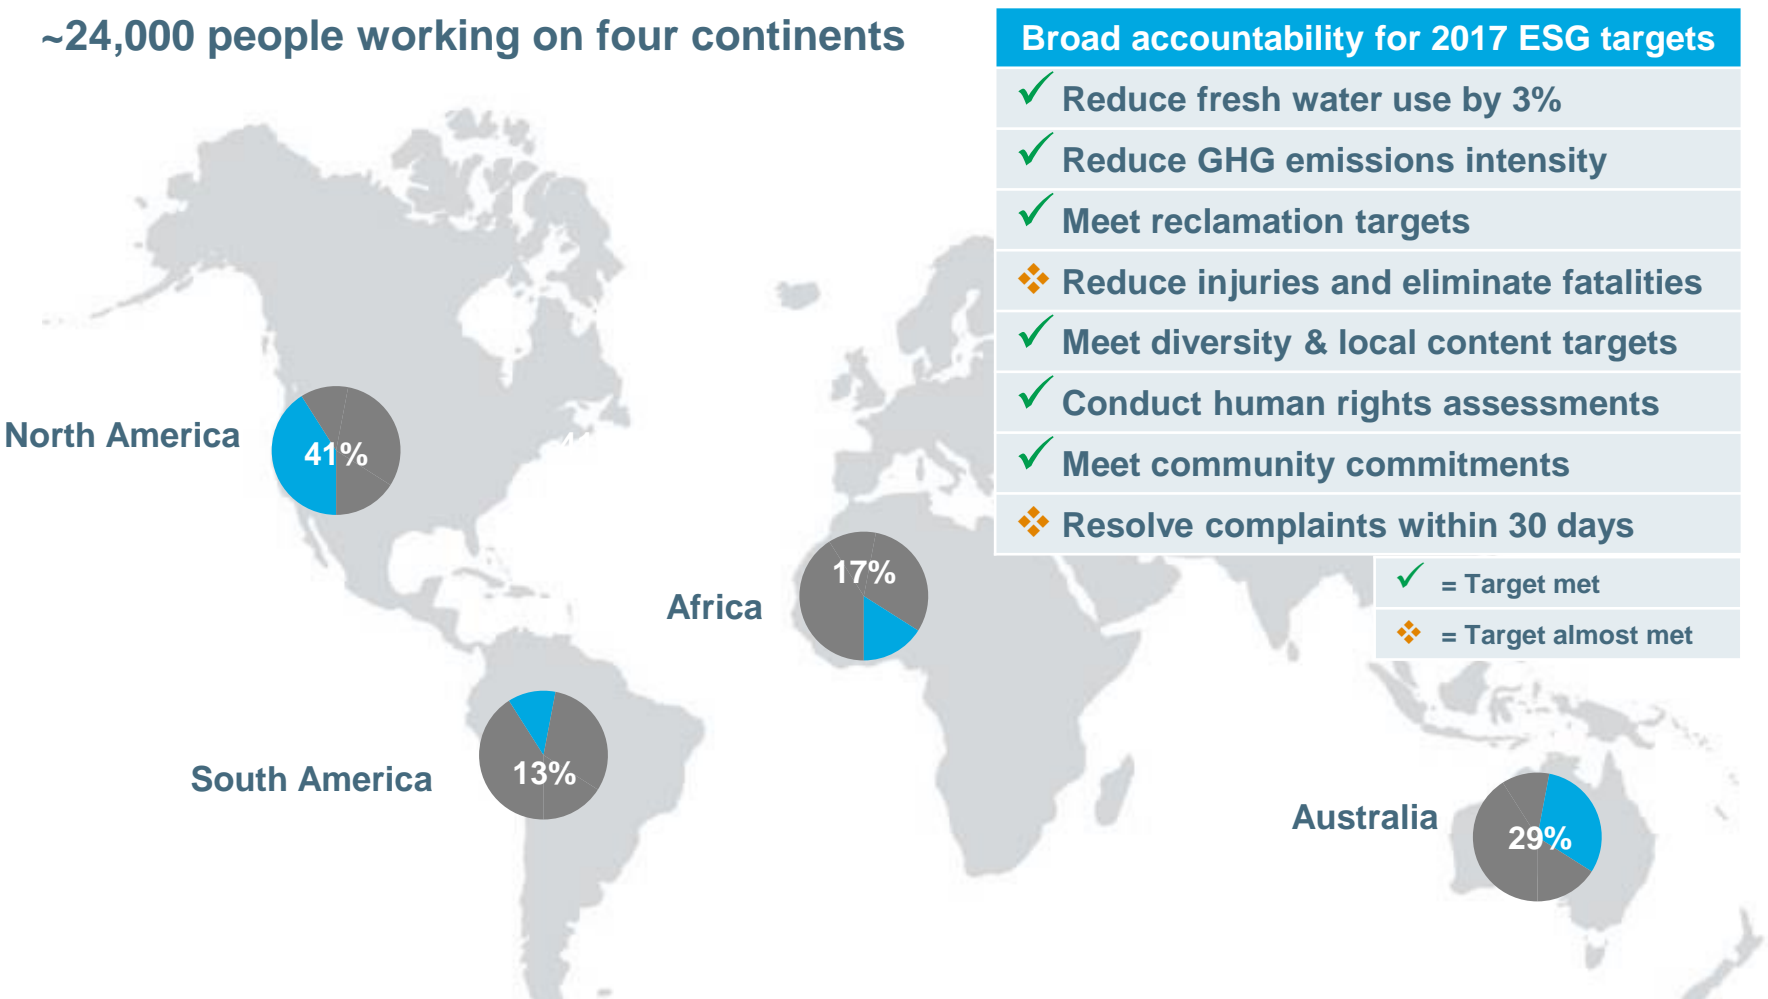 ~24,000 people working on four continents
Broad accountability for 2017 ESG targets
Reduce fresh water use by 3%
Reduce GHG emissions intensity
Meet reclamation targets
Reduce injuries and eliminate fatalities
Meet diversity & local content targets
Conduct human rights assessments
Meet community commitments
Resolve complaints within 30 days
= Target met
= Target almost met
North America
41%
Africa
17%
South America
13%
Australia
29%